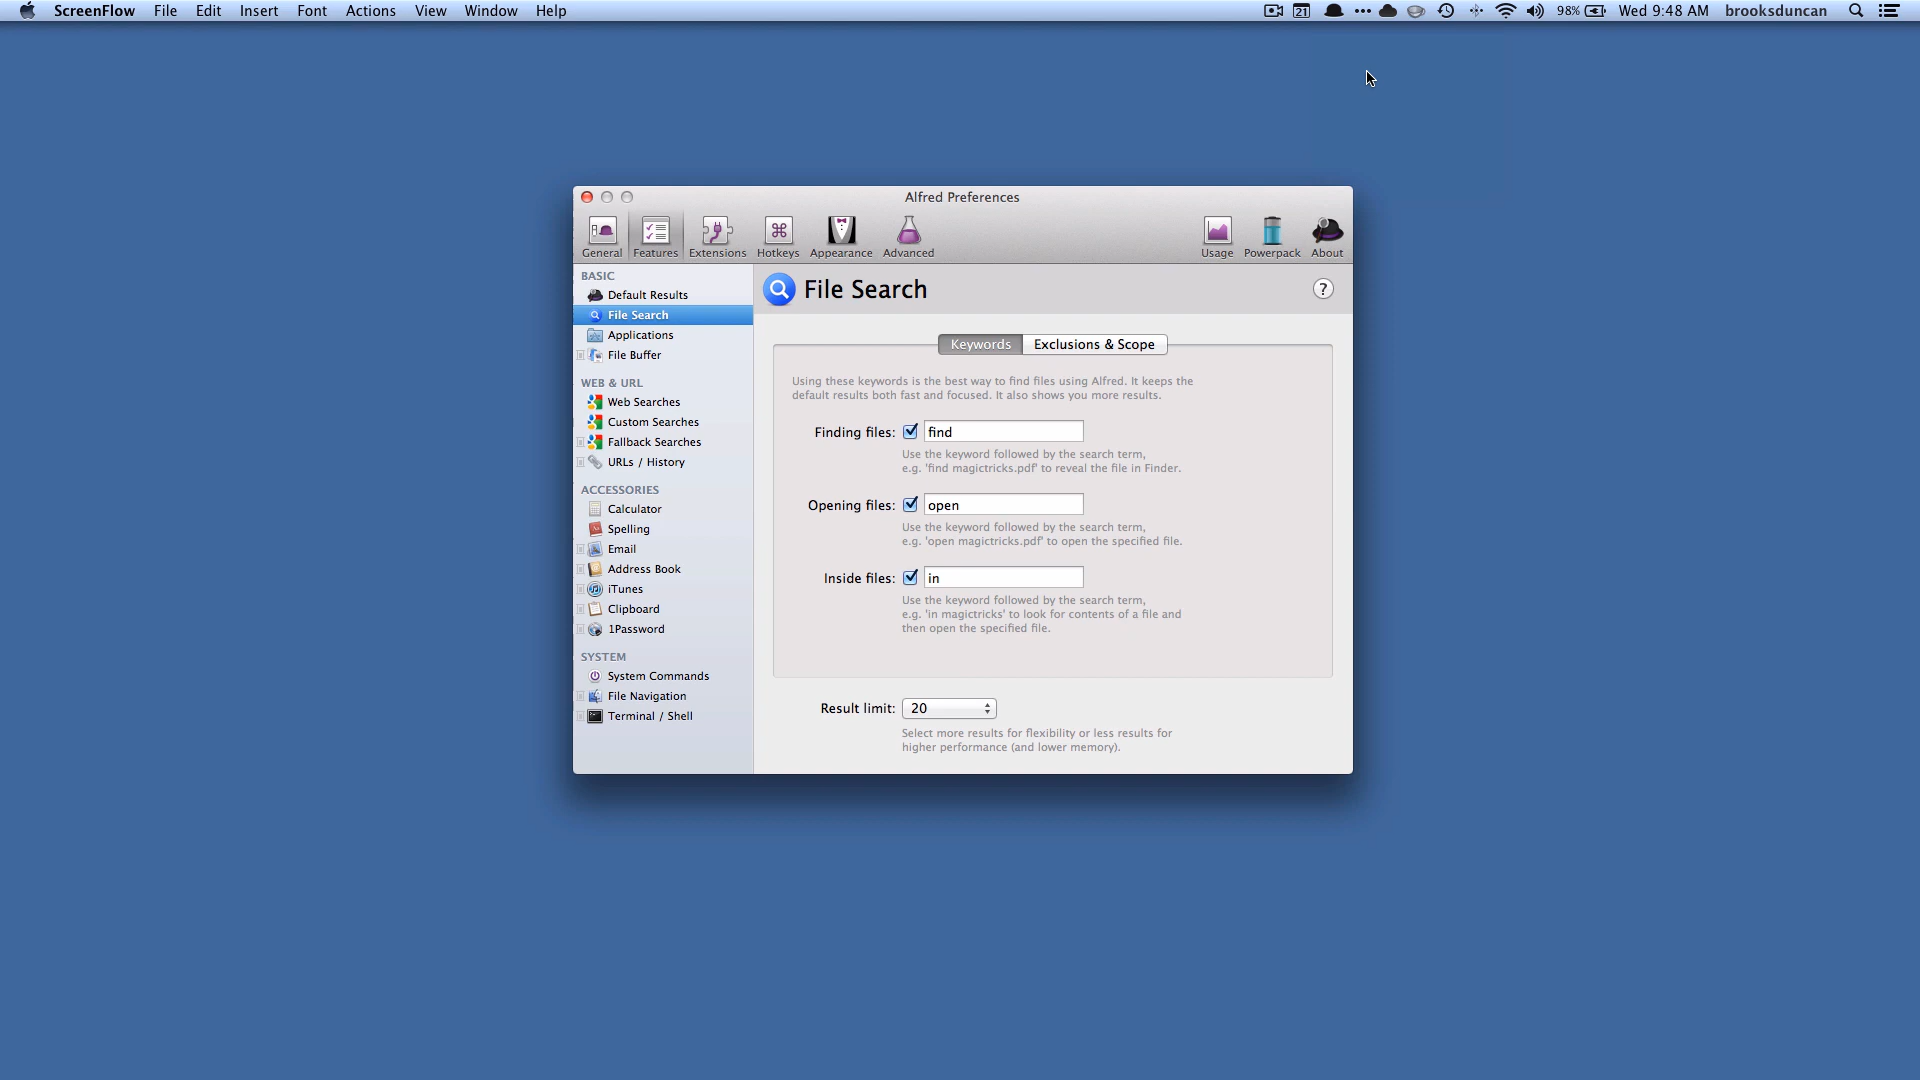 ScreenFlow File Edit Insert Font Actions View Window Help 21 98% Wed 9:48 AM brooksduncan
Alfred Preferences
General Features Extensions Hotkeys Appearance Advanced Usage Powerpack About
BASIC
Default Results
File Search
Applications
File Buffer
WEB & URL
Web Searches
Custom Searches
Fallback Searches
URLs / History
ACCESSORIES
Calculator
Spelling
Email
Address Book
iTunes
Clipboard
1Password
SYSTEM
System Commands
File Navigation
Terminal / Shell
File Search ?
Keywords Exclusions & Scope
Using these keywords is the best way to find files using Alfred. It keeps the
default results both fast and focused. It also shows you more results.
Finding files: find
Use the keyword followed by the search term,
e.g. 'find magictricks.pdf' to reveal the file in Finder.
Opening files: open
Use the keyword followed by the search term,
e.g. 'open magictricks.pdf' to open the specified file.
Inside files: in
Use the keyword followed by the search term,
e.g. 'in magictricks' to look for contents of a file and
then open the specified file.
Result limit: 20
Select more results for flexibility or less results for
higher performance (and lower memory).